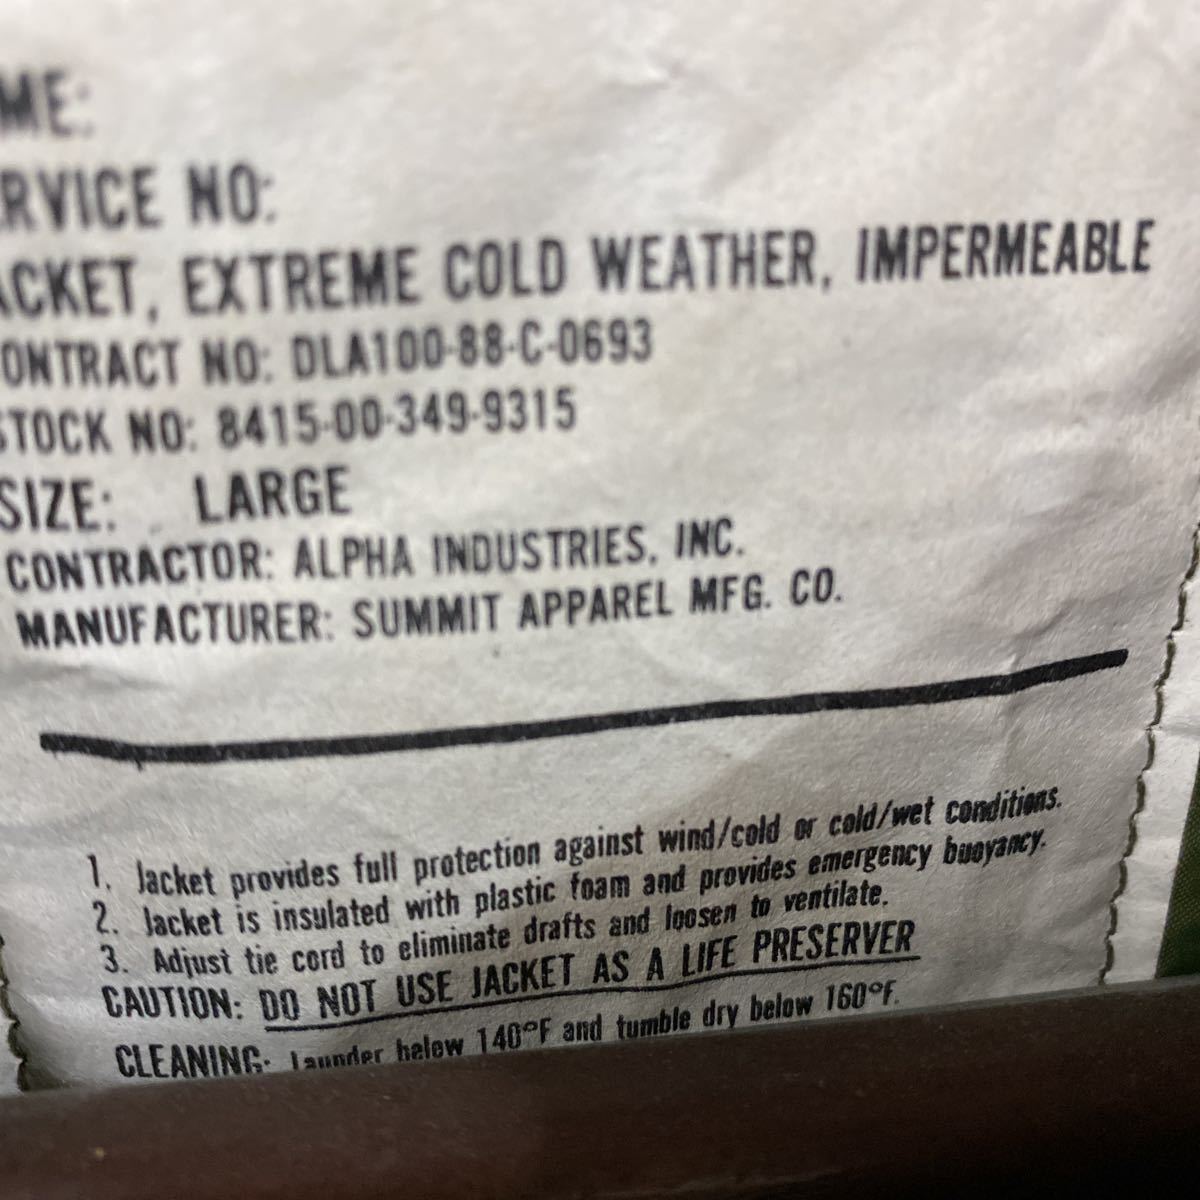 ME:
RVICE NO:
ACKET, EXTREME COLD WEATHER, IMPERMEABLE
ONTRACT NO: DLA100-88-C-0693
STOCK NO: 8415-00-349-9315
SIZE: LARGE
CONTRACTOR: ALPHA INDUSTRIES, INC.
MANUFACTURER: SUMMIT APPAREL MFG. CO.
1. Jacket provides full protection against wind/cold or cold/wet conditions.
2. Jacket is insulated with plastic foam and provides emergency buoyancy.
3. Adjust tie cord to eliminate drafts and loosen to ventilate.
CAUTION: DO NOT USE JACKET AS A LIFE PRESERVER
CLEANING: Launder below 140°F and tumble dry below 160°F.